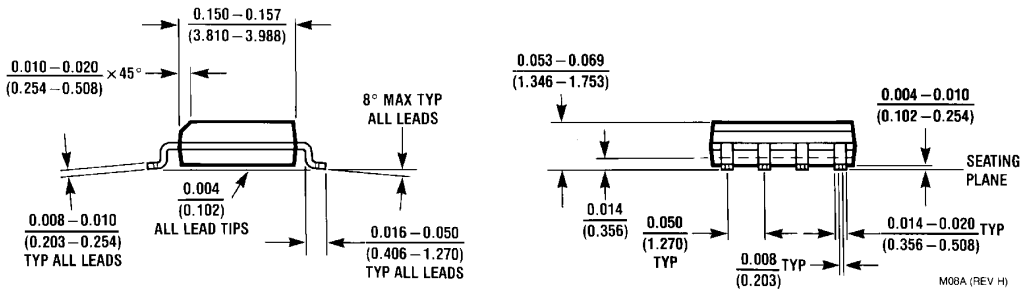 0.150 – 0.157
(3.810 – 3.988)
0.010 – 0.020
(0.254 – 0.508)
× 45°
8° MAX TYP
ALL LEADS
0.004
(0.102)
ALL LEAD TIPS
0.008 – 0.010
(0.203 – 0.254)
TYP ALL LEADS
0.016 – 0.050
(0.406 – 1.270)
TYP ALL LEADS
0.053 – 0.069
(1.346 – 1.753)
0.004 – 0.010
(0.102 – 0.254)
SEATING
PLANE
0.014
(0.356)
0.050
(1.270)
TYP
0.014 – 0.020
(0.356 – 0.508)
TYP
0.008
(0.203)
TYP
M08A (REV H)